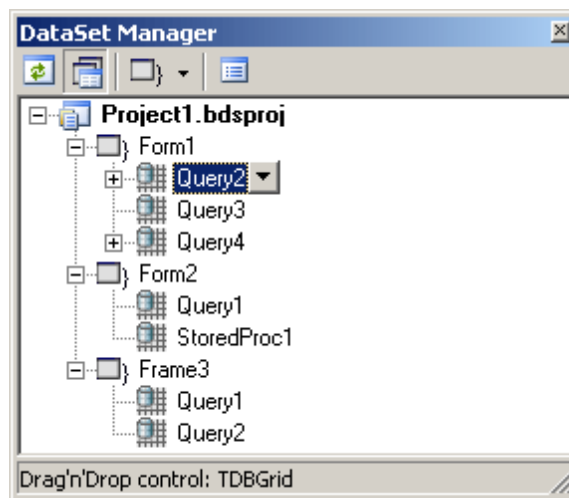 DataSet Manager
Project1.bdsproj
Form1
Query2
Query3
Query4
Form2
Query1
StoredProc1
Frame3
Query1
Query2
Drag'n'Drop control: TDBGrid